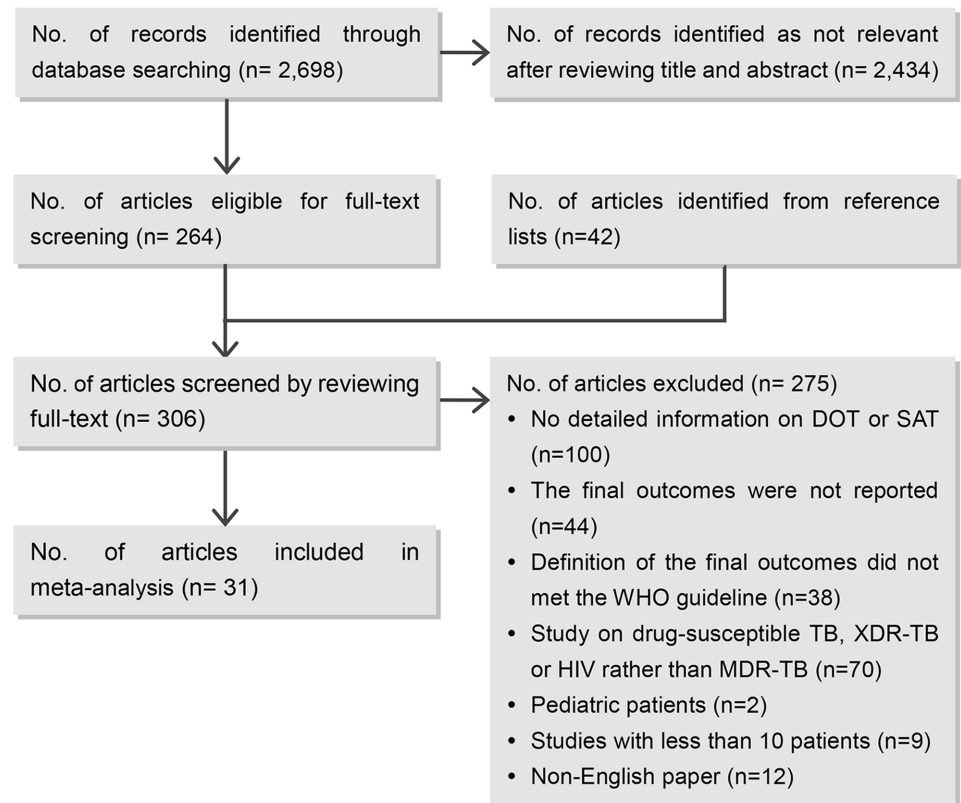 No. of records identified through
database searching (n= 2,698)
No. of records identified as not relevant
after reviewing title and abstract (n= 2,434)
No. of articles eligible for full-text
screening (n= 264)
No. of articles identified from reference
lists (n=42)
No. of articles screened by reviewing
full-text (n= 306)
No. of articles included in
meta-analysis (n= 31)
No. of articles excluded (n= 275)
• No detailed information on DOT or SAT
(n=100)
• The final outcomes were not reported
(n=44)
• Definition of the final outcomes did not
met the WHO guideline (n=38)
• Study on drug-susceptible TB, XDR-TB
or HIV rather than MDR-TB (n=70)
• Pediatric patients (n=2)
• Studies with less than 10 patients (n=9)
• Non-English paper (n=12)